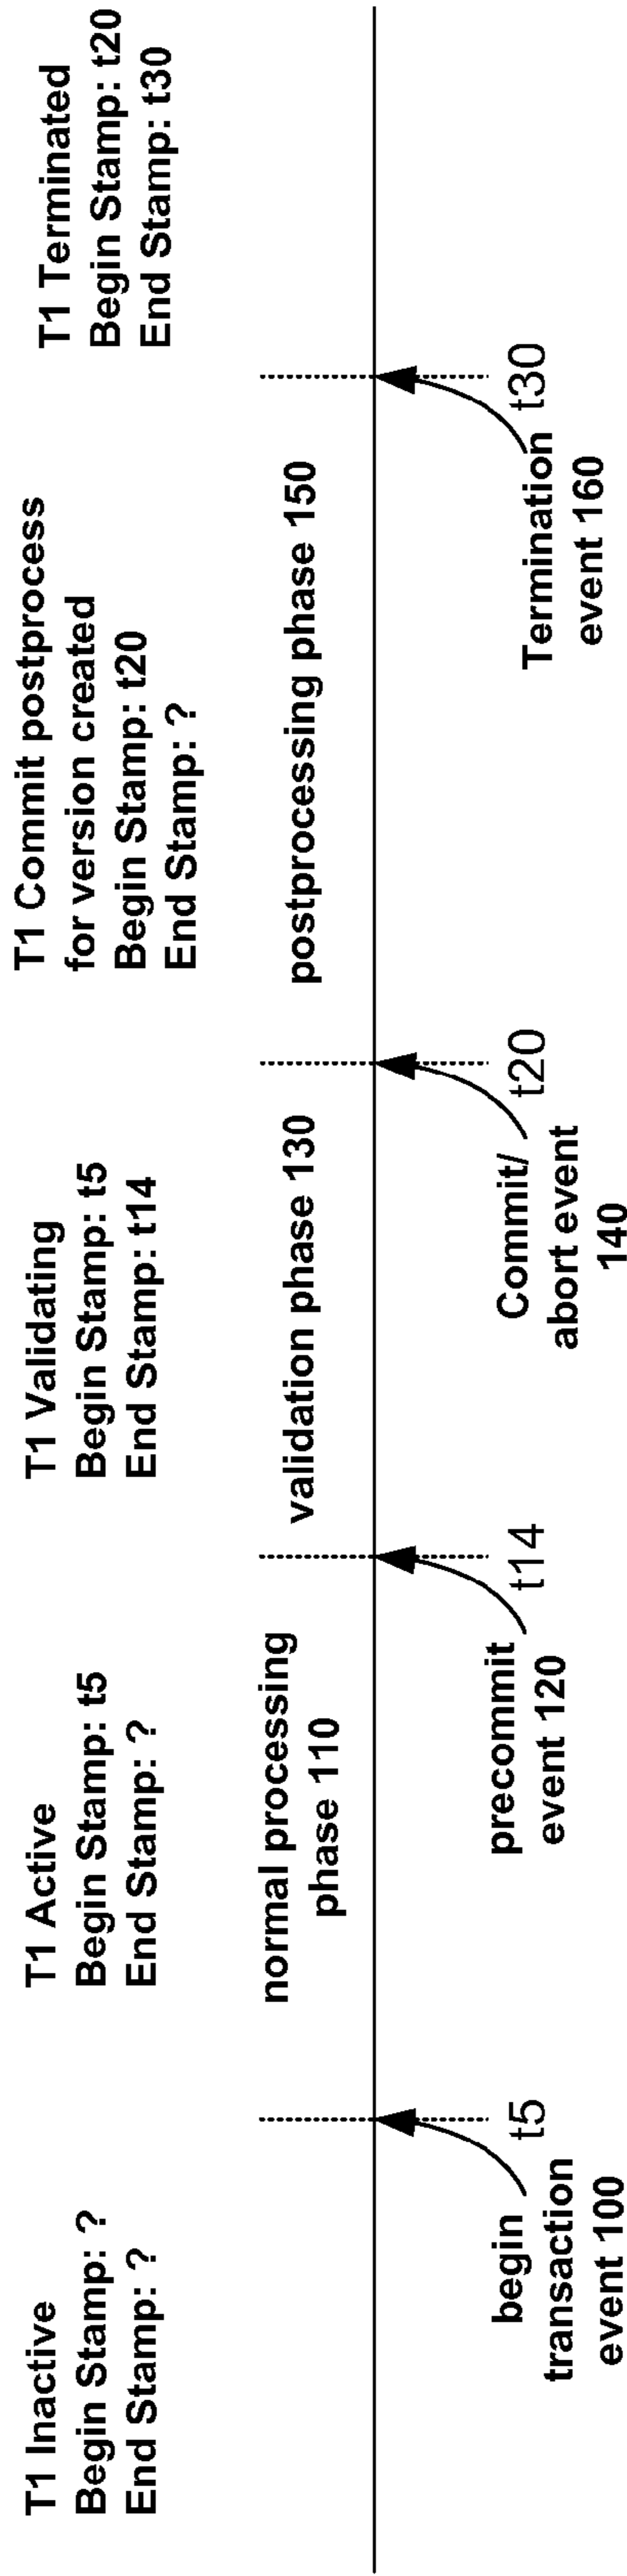 T1 Inactive
Begin Stamp: ?
End Stamp: ?
T1 Active
Begin Stamp: t5
End Stamp: ?
T1 Validating
Begin Stamp: t5
End Stamp: t14
T1 Commit postprocess
for version created
Begin Stamp: t20
End Stamp: ?
T1 Terminated
Begin Stamp: t20
End Stamp: t30
normal processing
phase 110
validation phase 130
postprocessing phase 150
t5
begin
transaction
event 100
t14
precommit
event 120
t20
Commit/
abort event
140
t30
Termination
event 160